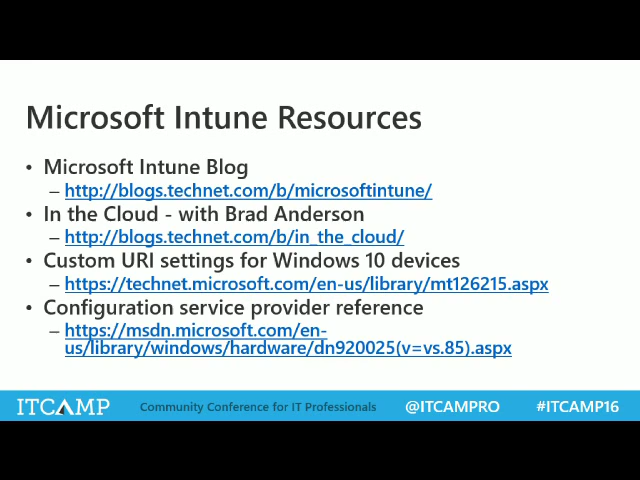 Microsoft Intune Resources
• Microsoft Intune Blog
– http://blogs.technet.com/b/microsoftintune/
• In the Cloud - with Brad Anderson
– http://blogs.technet.com/b/in_the_cloud/
• Custom URI settings for Windows 10 devices
– https://technet.microsoft.com/en-us/library/mt126215.aspx
• Configuration service provider reference
– https://msdn.microsoft.com/en-
us/library/windows/hardware/dn920025(v=vs.85).aspx
ITCAMP Community Conference for IT Professionals @ITCAMPRO #ITCAMP16